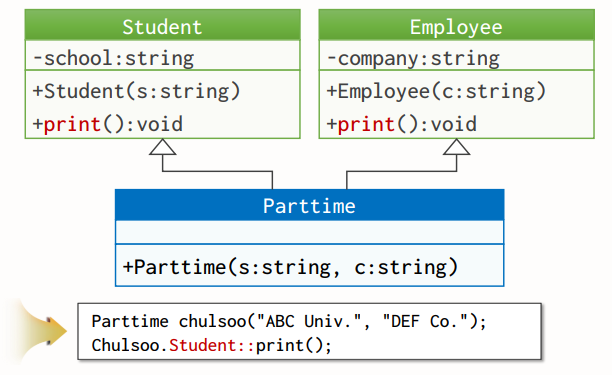 Student
-school:string
+Student(s:string)
+print():void
Employee
-company:string
+Employee(c:string)
+print():void
Parttime
+Parttime(s:string, c:string)
Parttime chulsoo("ABC Univ.", "DEF Co.");
Chulsoo.Student::print();